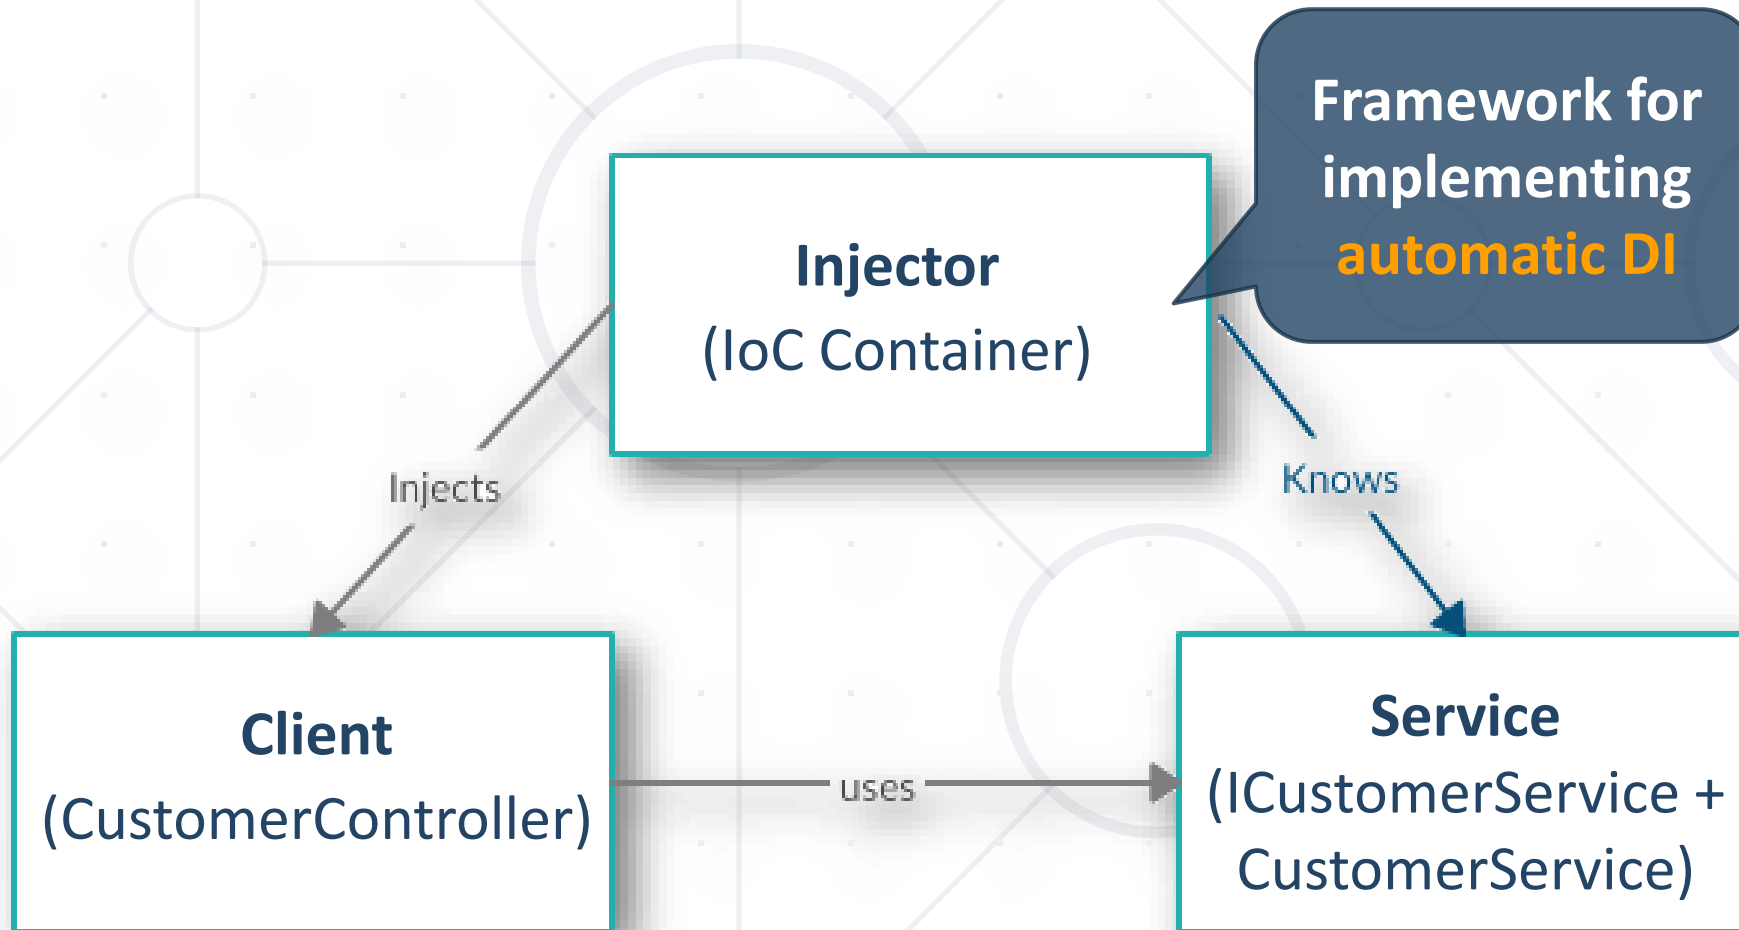 Framework for
implementing
automatic DI
Injector
(IoC Container)
Injects
Knows
Client
(CustomerController)
uses
Service
(ICustomerService +
CustomerService)